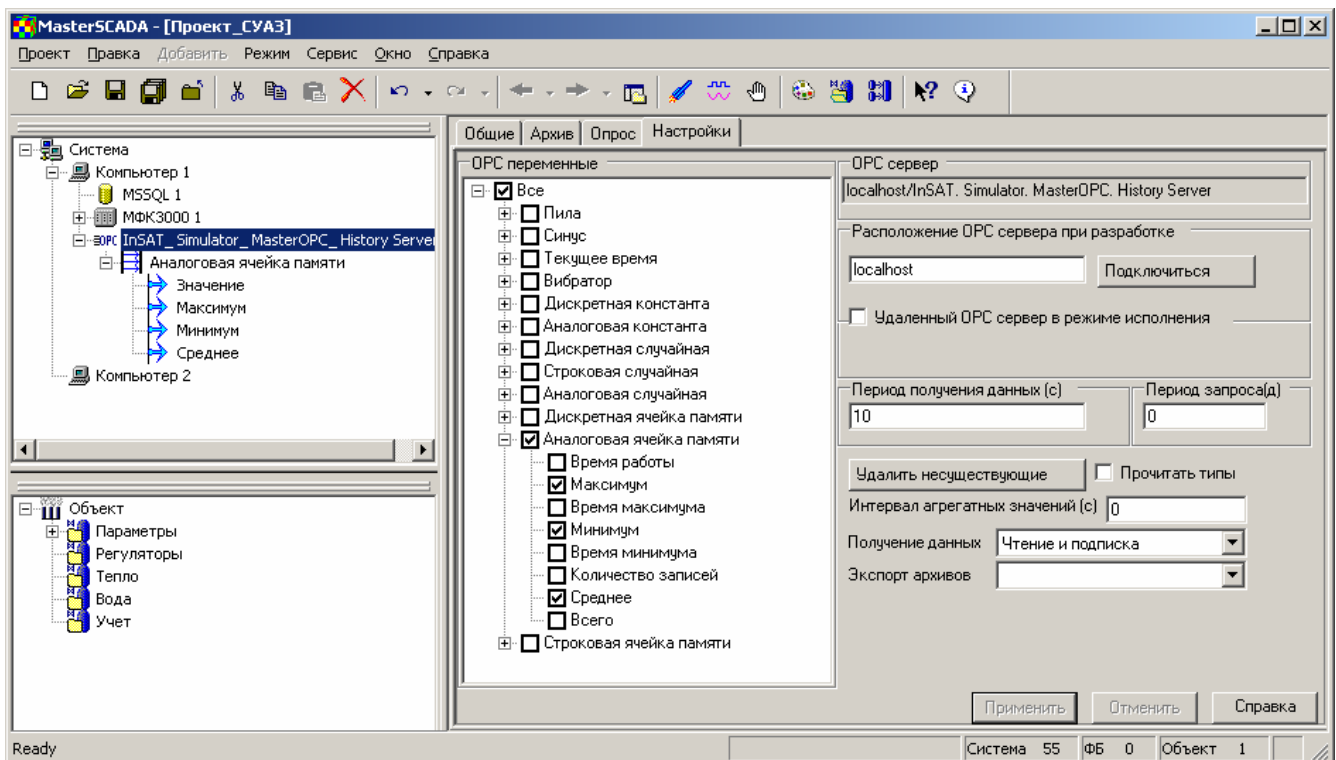 MasterSCADA - [Проект_СУАЗ]
Проект Правка Добавить Режим Сервис Окно Справка
Система
Компьютер 1
MSSQL 1
МФК3000 1
InSAT_ Simulator_ MasterOPC_ History Server
Аналоговая ячейка памяти
Значение
Максимум
Минимум
Среднее
Компьютер 2
Объект
Параметры
Регуляторы
Тепло
Вода
Учет
Общие Архив Опрос Настройки
OPC переменные
Все
Пила
Синус
Текущее время
Вибратор
Дискретная константа
Аналоговая константа
Дискретная случайная
Строковая случайная
Аналоговая случайная
Дискретная ячейка памяти
Аналоговая ячейка памяти
Время работы
Максимум
Время максимума
Минимум
Время минимума
Количество записей
Среднее
Всего
Строковая ячейка памяти
OPC сервер
localhost/InSAT. Simulator. MasterOPC. History Server
Расположение OPC сервера при разработке
localhost Подключиться
Удаленный OPC сервер в режиме исполнения
Период получения данных (с) Период запроса(д)
10 0
Удалить несуществующие Прочитать типы
Интервал агрегатных значений (с) 0
Получение данных Чтение и подписка
Экспорт архивов
Применить Отменить Справка
Ready Система 55 ФБ 0 Объект 1